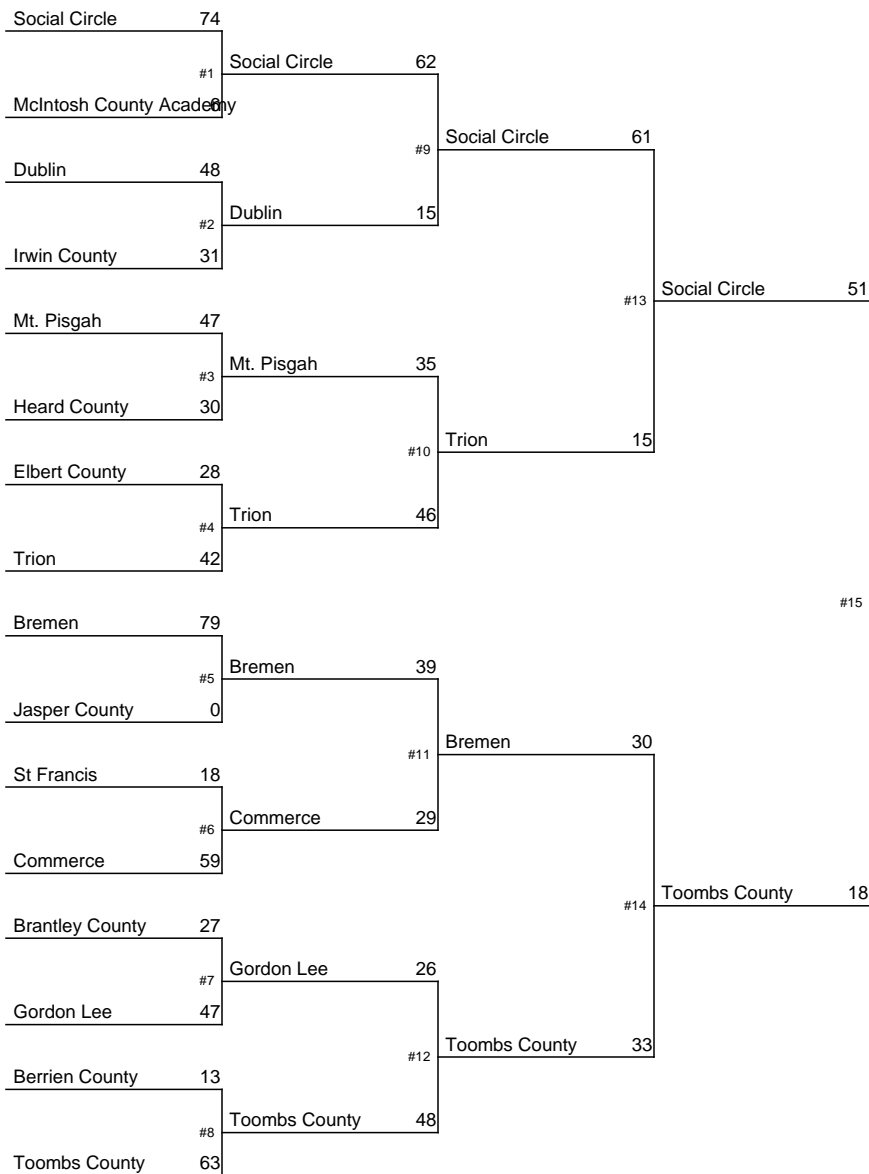 Social Circle 74
#1 Social Circle 62
McIntosh County Academy
#9 Social Circle 61
Dublin 48
#2 Dublin 15
Irwin County 31
#13 Social Circle 51
Mt. Pisgah 47
#3 Mt. Pisgah 35
Heard County 30
#10 Trion 15
Elbert County 28
#4 Trion 46
Trion 42
#15
Bremen 79
#5 Bremen 39
Jasper County 0
#11 Bremen 30
St Francis 18
#6 Commerce 29
Commerce 59
#14 Toombs County 18
Brantley County 27
#7 Gordon Lee 26
Gordon Lee 47
#12 Toombs County 33
Berrien County 13
#8 Toombs County 48
Toombs County 63